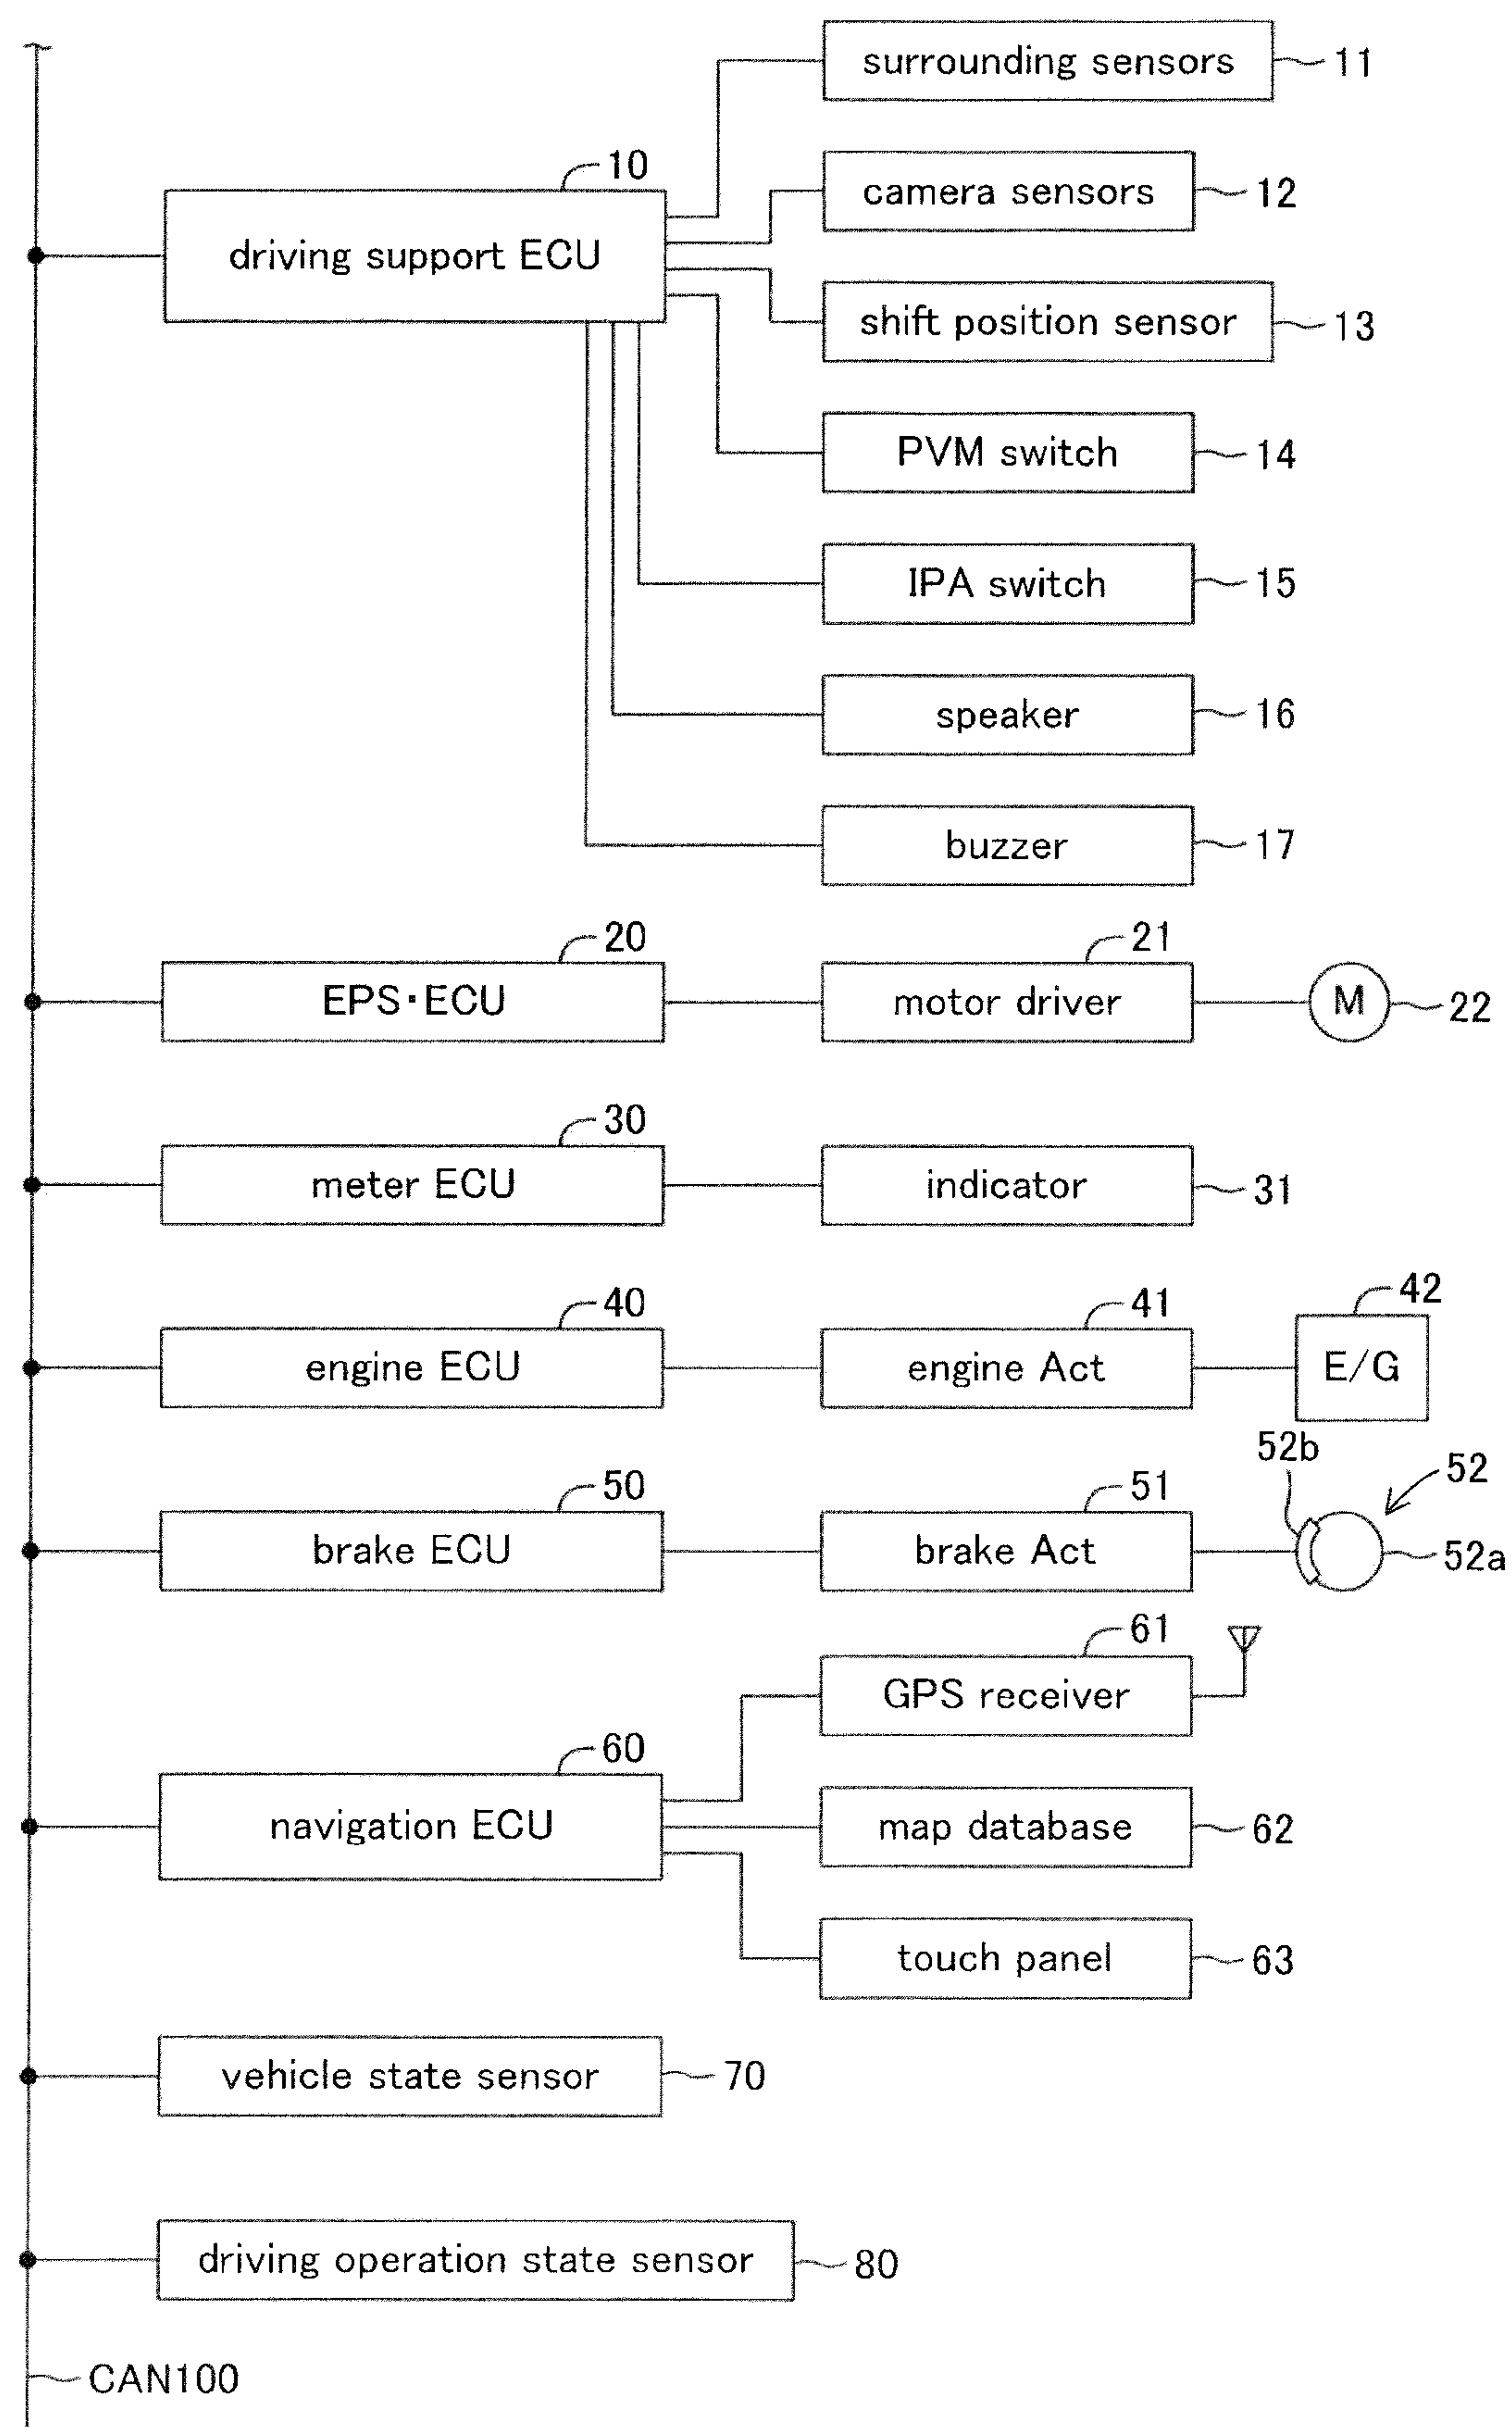 surrounding sensors 11
camera sensors 12
10
driving support ECU
shift position sensor 13
PVM switch 14
IPA switch 15
speaker 16
buzzer 17
20 21
EPS・ECU motor driver M 22
30
meter ECU indicator 31
40 41 42
engine ECU engine Act E/G
52b 52
50 51
brake ECU brake Act 52a
61
GPS receiver
60
navigation ECU map database 62
touch panel 63
vehicle state sensor 70
driving operation state sensor 80
CAN100